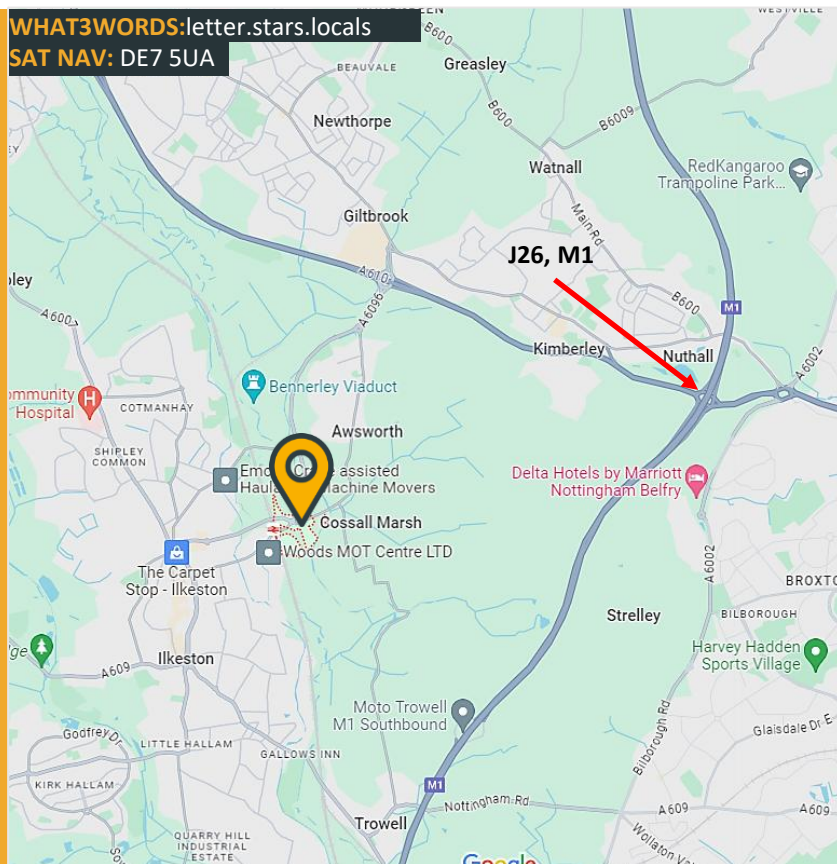 WHAT3WORDS:letter.stars.locals
SAT NAV: DE7 5UA
WESTVILLE
B600
Greasley
BEAUVALE
Newthorpe
B600
B6009
Watnall
RedKangaroo
Trampoline Park...
Main Rd
Giltbrook
J26, M1
A610
A6096
B600
M1
A6007
Kimberley
Nuthall
A6002
Bennerley Viaduct
ommunity
Hospital
COTMANHAY
Awsworth
SHIPLEY
COMMON
assisted
Machine Movers
Delta Hotels by Marriott
Nottingham Belfry
Cossall Marsh
Woods MOT Centre LTD
The Carpet
Stop - Ilkeston
A6002
BROXTO
BILBOROUGH
Strelley
Harvey Hadden
Sports Village
Ilkeston
A609
Moto Trowell
M1 Southbound
Bilborough Rd
Glaisdale Dr E
Godfrey Dr
LITTLE HALLAM
GALLOWS INN
KIRK HALLAM
M1
Nottingham Rd
A609
A609
Trowell
QUARRY HILL
INDUSTRIAL
ESTATE
Wollaton
Google